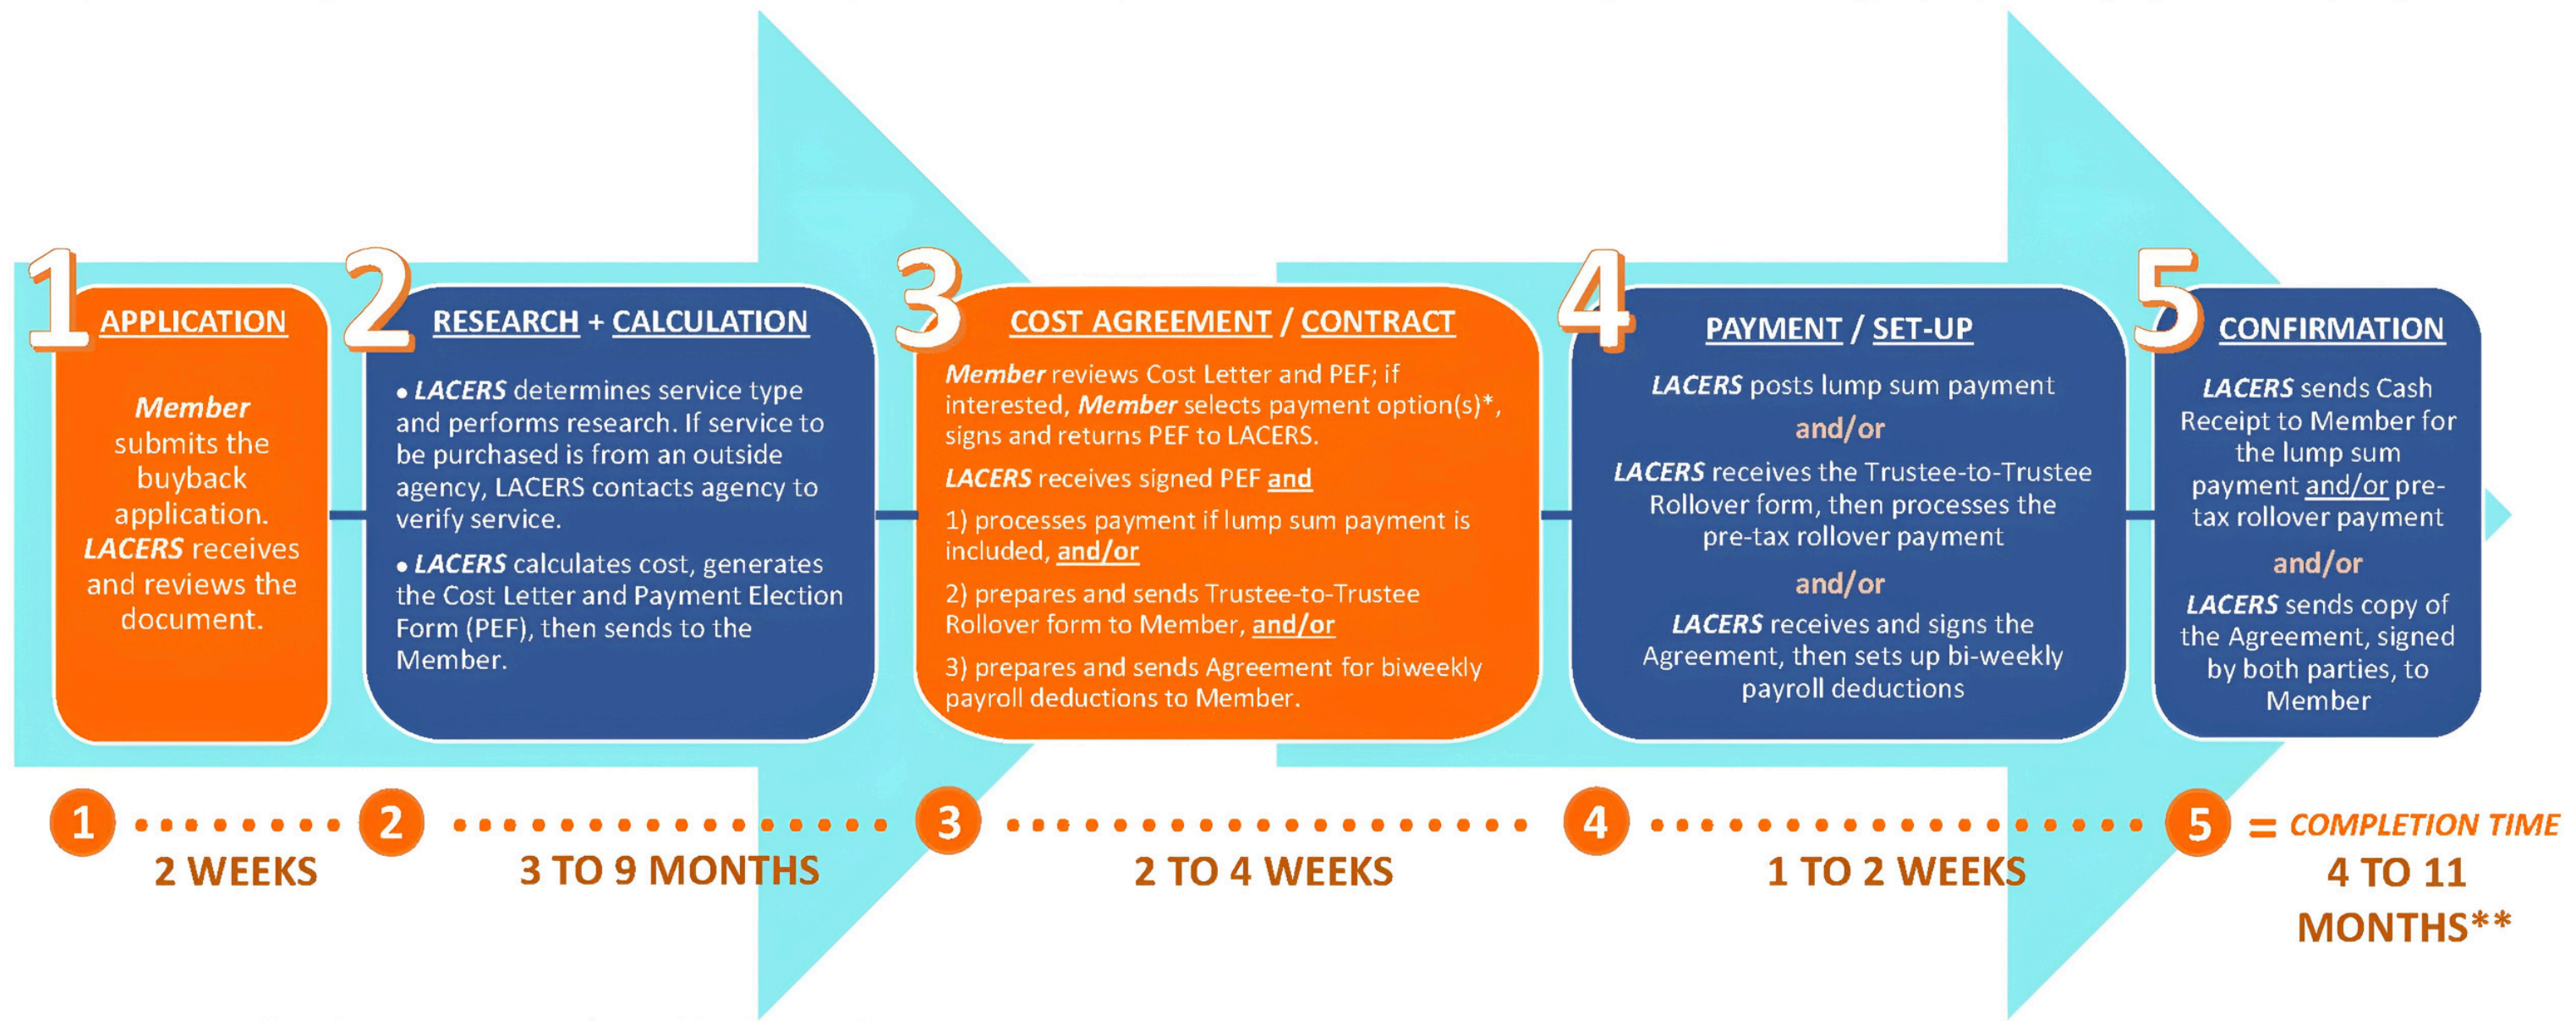 1
APPLICATION
Member
submits the
buyback
application.
LACERS receives
and reviews the
document.
2
RESEARCH + CALCULATION
• LACERS determines service type
and performs research. If service to
be purchased is from an outside
agency, LACERS contacts agency to
verify service.
• LACERS calculates cost, generates
the Cost Letter and Payment Election
Form (PEF), then sends to the
Member.
3
COST AGREEMENT / CONTRACT
Member reviews Cost Letter and PEF; if
interested, Member selects payment option(s)*,
signs and returns PEF to LACERS.
LACERS receives signed PEF and
1) processes payment if lump sum payment is
included, and/or
2) prepares and sends Trustee-to-Trustee
Rollover form to Member, and/or
3) prepares and sends Agreement for biweekly
payroll deductions to Member.
4
PAYMENT / SET-UP
LACERS posts lump sum payment
and/or
LACERS receives the Trustee-to-Trustee
Rollover form, then processes the
pre-tax rollover payment
and/or
LACERS receives and signs the
Agreement, then sets up bi-weekly
payroll deductions
5
CONFIRMATION
LACERS sends Cash
Receipt to Member for
the lump sum
payment and/or pre-
tax rollover payment
and/or
LACERS sends copy of
the Agreement, signed
by both parties, to
Member
1
2 WEEKS
2
3 TO 9 MONTHS
3
2 TO 4 WEEKS
4
1 TO 2 WEEKS
5 = COMPLETION TIME
4 TO 11
MONTHS**